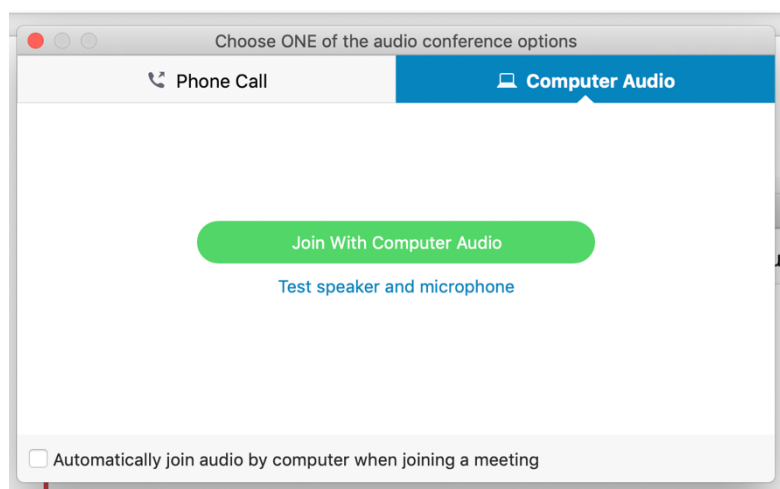 Choose ONE of the audio conference options
Phone Call
Computer Audio
Join With Computer Audio
Test speaker and microphone
Automatically join audio by computer when joining a meeting